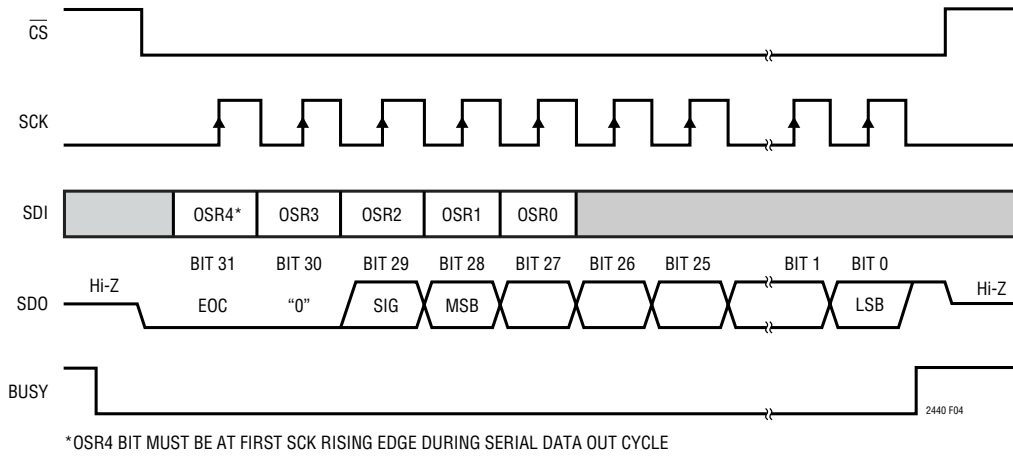 CS
SCK
SDI OSR4* OSR3 OSR2 OSR1 OSR0
BIT 31 BIT 30 BIT 29 BIT 28 BIT 27 BIT 26 BIT 25 BIT 1 BIT 0
SDO Hi-Z EOC “0” SIG MSB LSB Hi-Z
BUSY
2440 F04
*OSR4 BIT MUST BE AT FIRST SCK RISING EDGE DURING SERIAL DATA OUT CYCLE